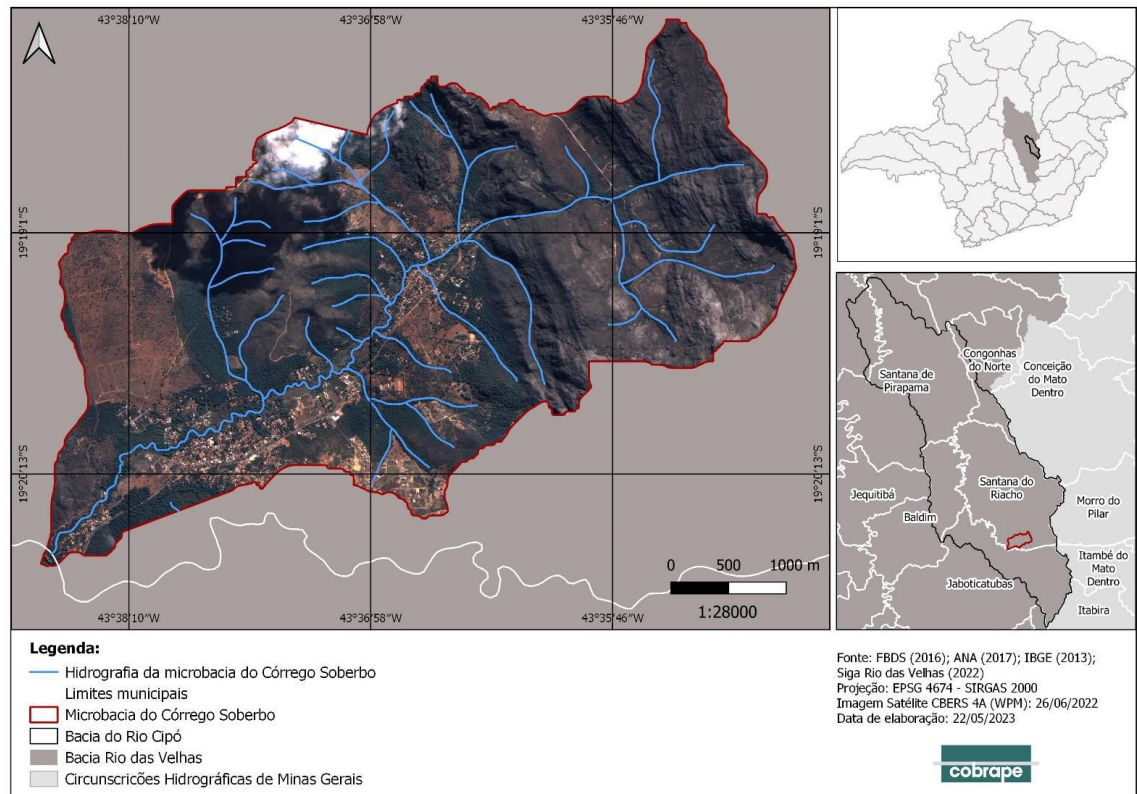 43°38'10"W
43°36'58"W
43°35'46"W
19°19'1"S
19°19'1"S
19°20'13"S
19°20'13"S
0 500 1000 m
1:28000
43°38'10"W
43°36'58"W
43°35'46"W
Congonhas
do Norte
Santana de
Pirapama
Conceição
do Mato
Dentro
Santana do
Riacho
Jequitibá
Morro do
Pilar
Baldim
Itambé do
Mato
Dentro
Jaboticatubas
Itabira
Legenda:
Hidrografia da microbacia do Córrego Soberbo
Limites municipais
Microbacia do Córrego Soberbo
Bacia do Rio Cipó
Bacia Rio das Velhas
Circunscricões Hidrográficas de Minas Gerais
Fonte: FBDS (2016); ANA (2017); IBGE (2013);
Siga Rio das Velhas (2022)
Projeção: EPSG 4674 - SIRGAS 2000
Imagem Satélite CBERS 4A (WPM): 26/06/2022
Data de elaboração: 22/05/2023
cobrape